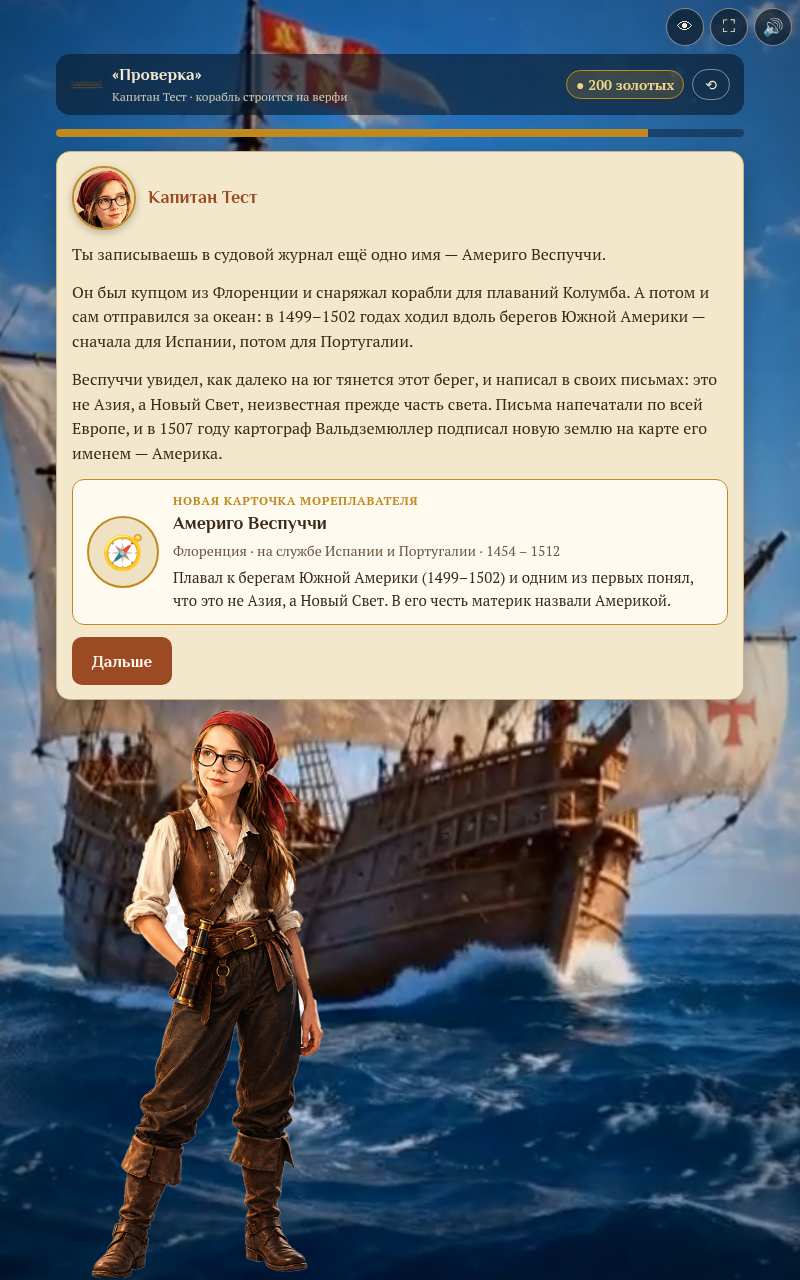 «Проверка»
Капитан Тест · корабль строится на верфи
● 200 золотых
Капитан Тест
Ты записываешь в судовой журнал ещё одно имя — Америго Веспуччи.
Он был купцом из Флоренции и снаряжал корабли для плаваний Колумба. А потом и
сам отправился за океан: в 1499–1502 годах ходил вдоль берегов Южной Америки —
сначала для Испании, потом для Португалии.
Веспуччи увидел, как далеко на юг тянется этот берег, и написал в своих письмах: это
не Азия, а Новый Свет, неизвестная прежде часть света. Письма напечатали по всей
Европе, и в 1507 году картограф Вальдземюллер подписал новую землю на карте его
именем — Америка.
НОВАЯ КАРТОЧКА МОРЕПЛАВАТЕЛЯ
Америго Веспуччи
Флоренция · на службе Испании и Португалии · 1454 – 1512
Плавал к берегам Южной Америки (1499–1502) и одним из первых понял,
что это не Азия, а Новый Свет. В его честь материк назвали Америкой.
Дальше